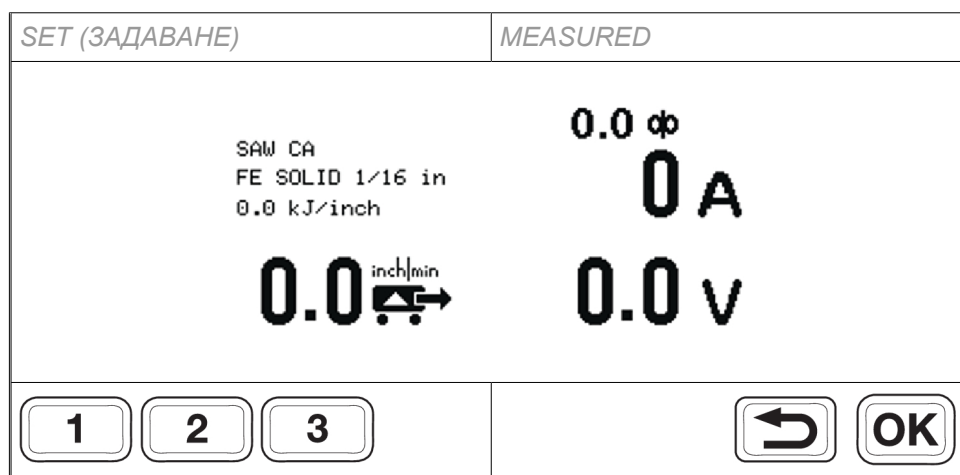 SET (ЗАДАВАНЕ)
MEASURED
SAW CA
FE SOLID 1/16 in
0.0 kJ/inch
0.0 inch/min
0.0
0 A
0.0 V
1 2 3
OK